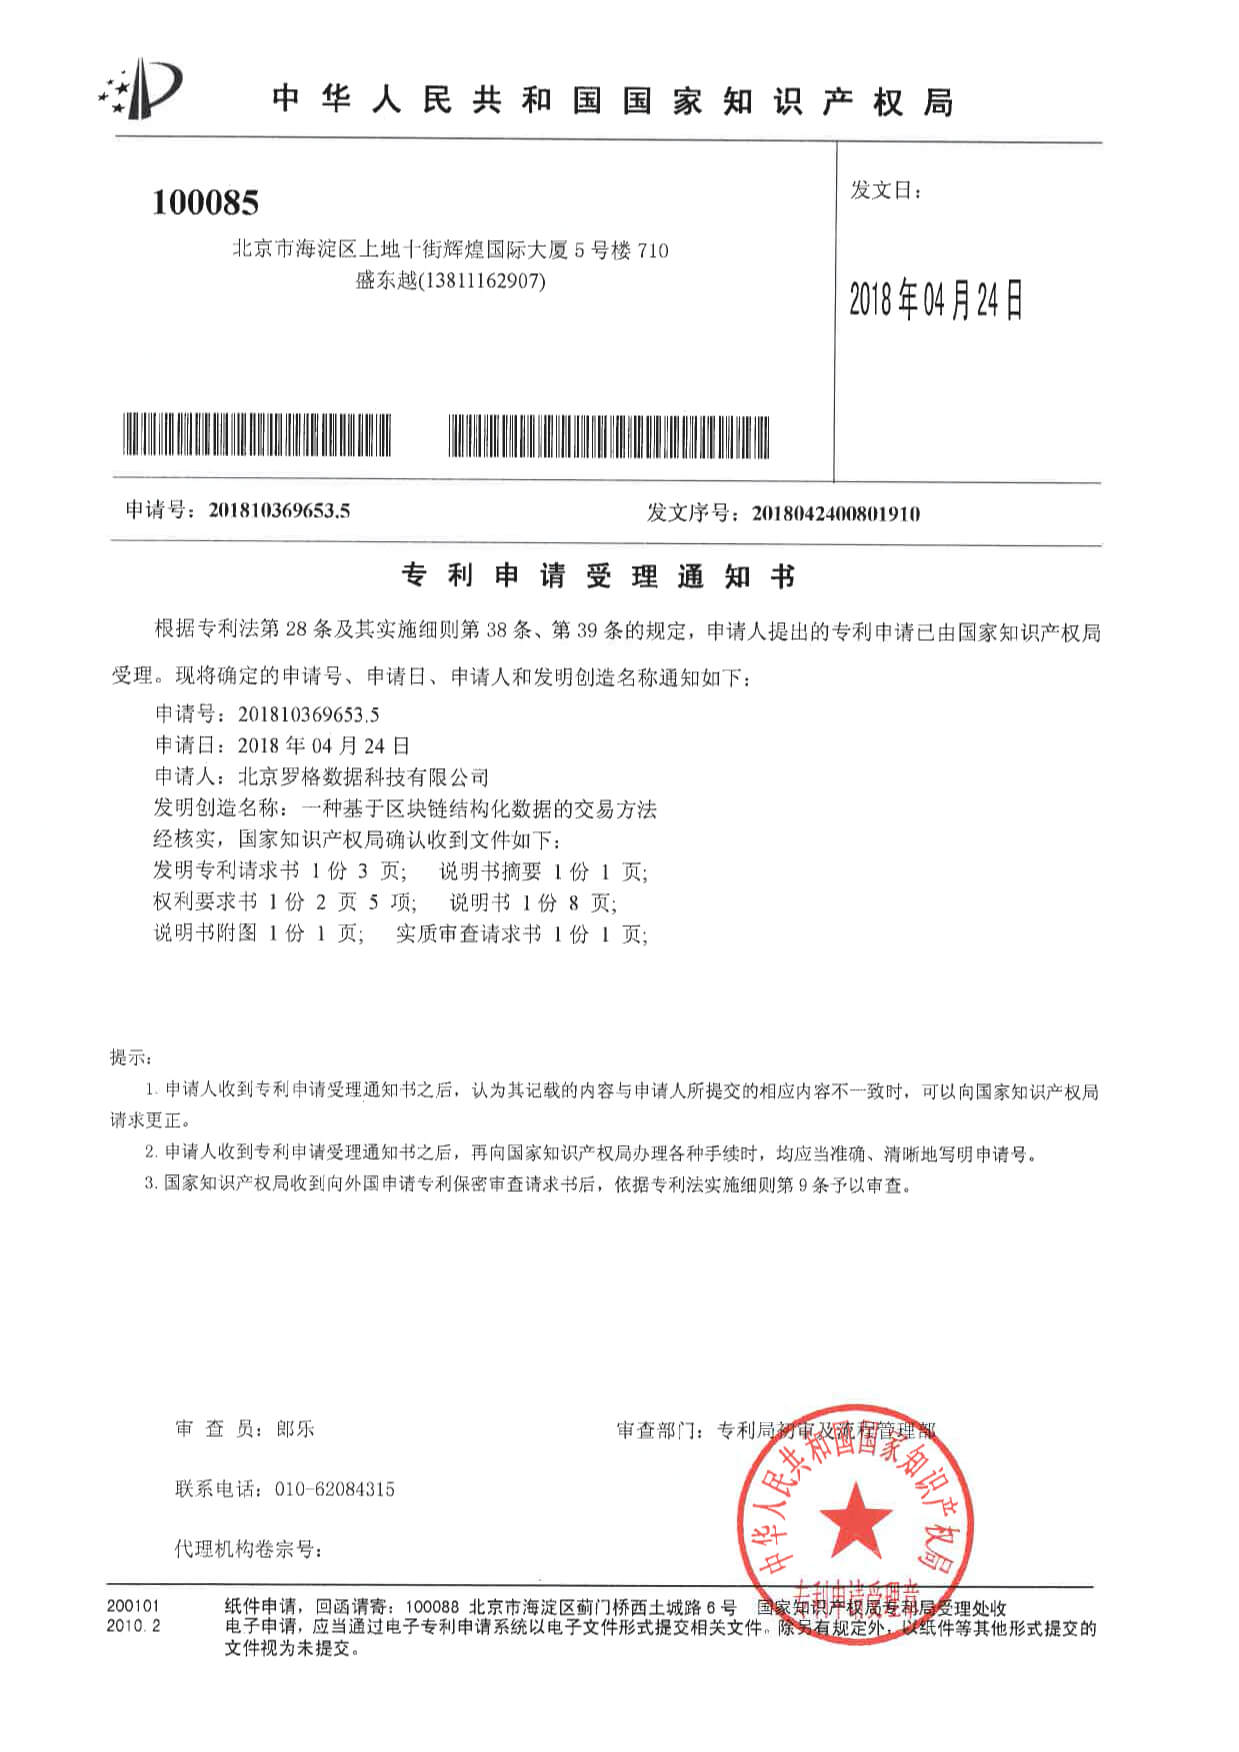 中华人民共和国国家知识产权局
100085
北京市海淀区上地十街辉煌国际大厦 5 号楼 710
盛东越(13811162907)
发文日：
2018 年 04 月 24 日
申请号：201810369653.5
发文序号：2018042400801910
专利申请受理通知书
根据专利法第 28 条及其实施细则第 38 条、第 39 条的规定，申请人提出的专利申请已由国家知识产权局
受理。现将确定的申请号、申请日、申请人和发明创造名称通知如下：
申请号：201810369653.5
申请日：2018 年 04 月 24 日
申请人：北京罗格数据科技有限公司
发明创造名称：一种基于区块链结构化数据的交易方法
经核实，国家知识产权局确认收到文件如下：
发明专利请求书 1 份 3 页; 说明书摘要 1 份 1 页;
权利要求书 1 份 2 页 5 项; 说明书 1 份 8 页;
说明书附图 1 份 1 页; 实质审查请求书 1 份 1 页;
提示：
1. 申请人收到专利申请受理通知书之后，认为其记载的内容与申请人所提交的相应内容不一致时，可以向国家知识产权局
请求更正。
2. 申请人收到专利申请受理通知书之后，再向国家知识产权局办理各种手续时，均应当准确、清晰地写明申请号。
3. 国家知识产权局收到向外国申请专利保密审查请求书后，依据专利法实施细则第 9 条予以审查。
审 查 员：郎乐
审查部门：专利局初审及流程管理部
联系电话：010-62084315
代理机构卷宗号：
中华人民共和国国家知识产权局
专利申请受理章
200101
2010. 2
纸件申请，回函请寄：100088 北京市海淀区蓟门桥西土城路 6 号 国家知识产权局专利局受理处收
电子申请，应当通过电子专利申请系统以电子文件形式提交相关文件。除另有规定外，以纸件等其他形式提交的
文件视为未提交。